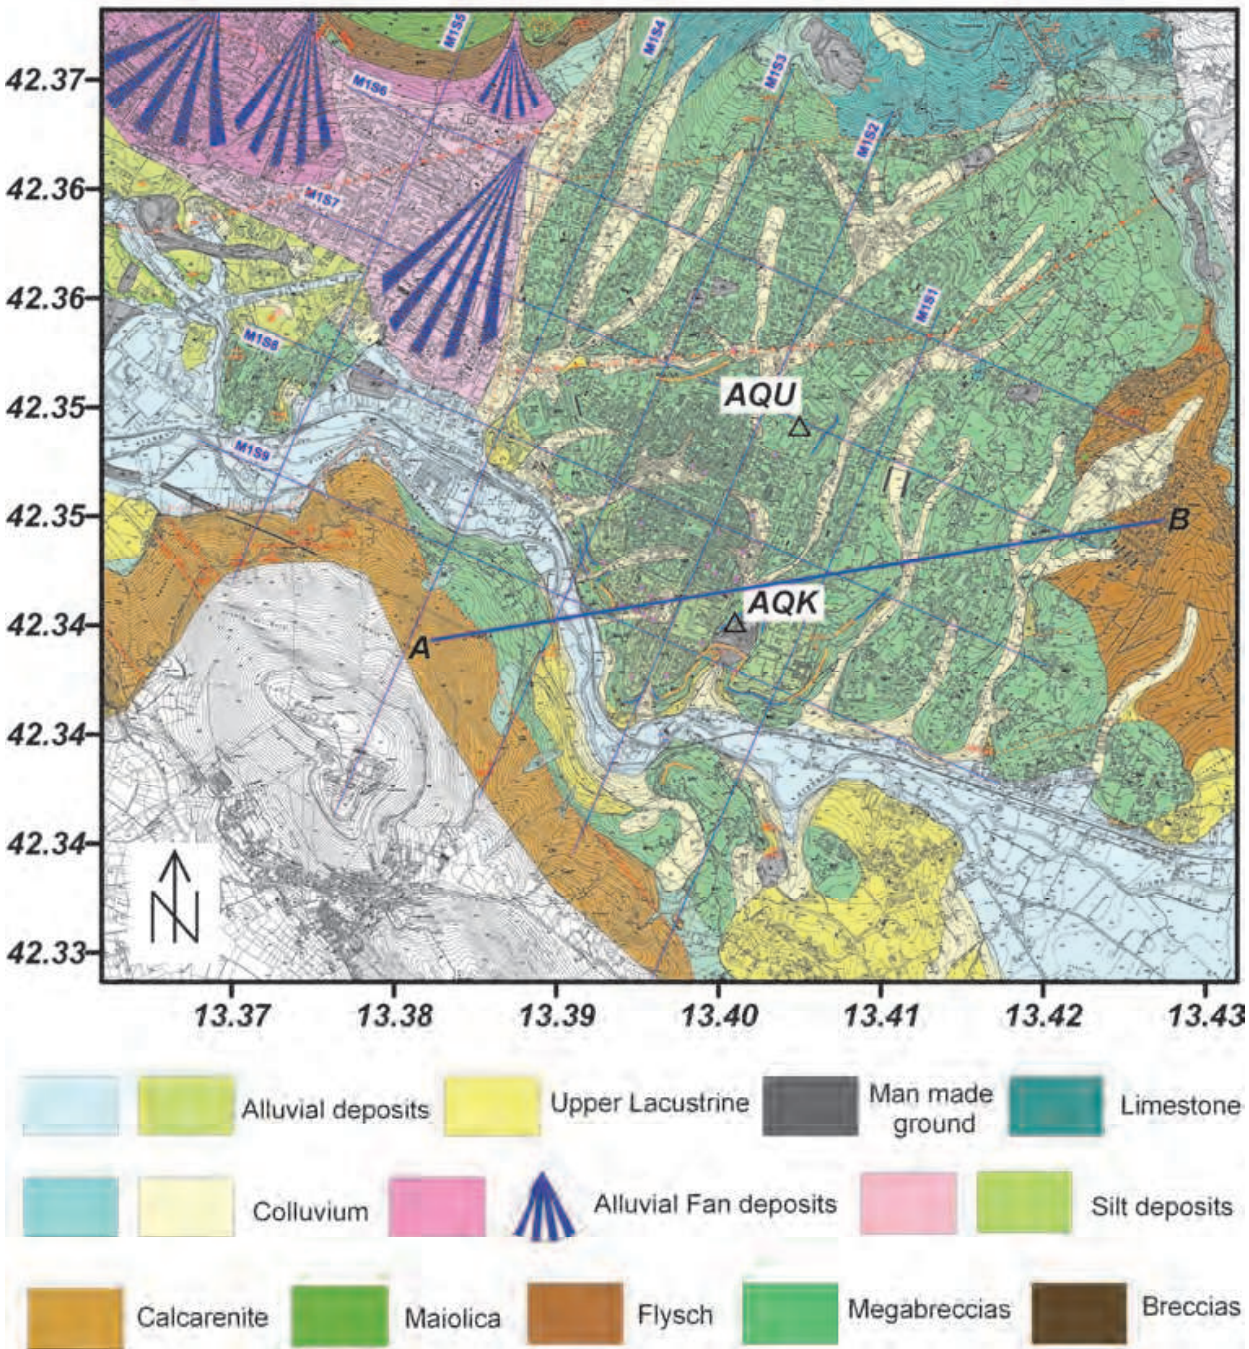 M1S5
M1S4
M1S3
42.37
M1S6
M1S2
42.36
M1S7
42.36
M1S1
M1S8
42.35
AQU
M1S9
42.35
B
AQK
42.34
A
42.34
42.34
N
42.33
13.37 13.38 13.39 13.40 13.41 13.42 13.43
Alluvial deposits
Upper Lacustrine
Man made
ground
Limestone
Colluvium
Alluvial Fan deposits
Silt deposits
Calcarenite
Maiolica
Flysch
Megabreccias
Breccias